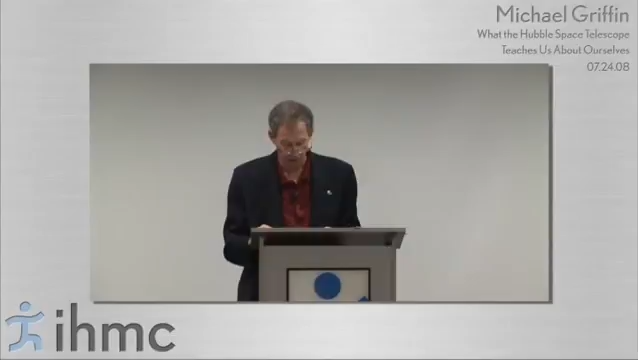 Michael Griffin
What the Hubble Space Telescope
Teaches Us About Ourselves
07.24.08
ihmc